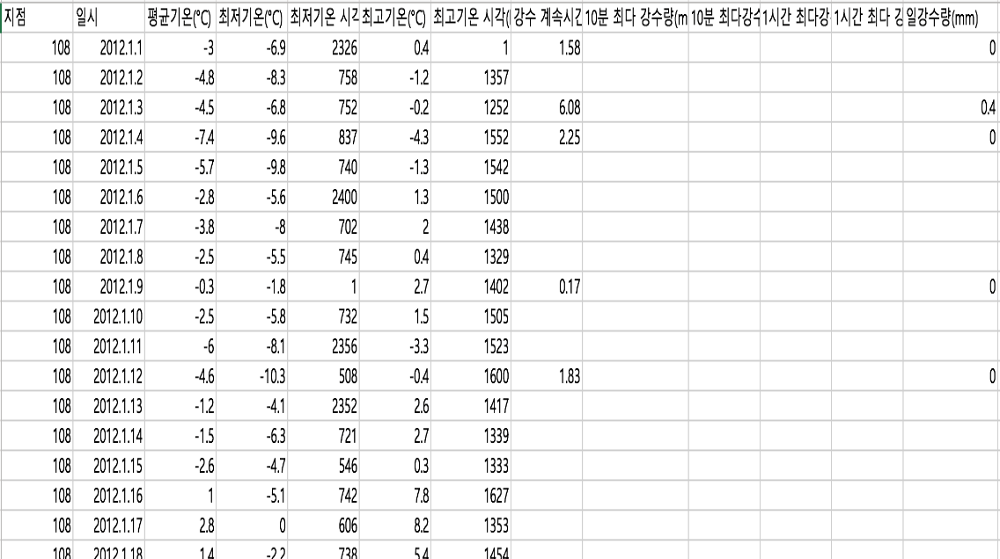 지점 일시 평균기온(°C) 최저기온(°C) 최저기온 시각 최고기온(°C) 최고기온 시각( 강수 계속시간 10분 최다 강수량(m 10분 최다강수 1시간 최다강 1시간 최다 강 일강수량(mm)
108 2012.1.1 -3 -6.9 2326 0.4 1 1.58 0
108 2012.1.2 -4.8 -8.3 758 -1.2 1357
108 2012.1.3 -4.5 -6.8 752 -0.2 1252 6.08 0.4
108 2012.1.4 -7.4 -9.6 837 -4.3 1552 2.25 0
108 2012.1.5 -5.7 -9.8 740 -1.3 1542
108 2012.1.6 -2.8 -5.6 2400 1.3 1500
108 2012.1.7 -3.8 -8 702 2 1438
108 2012.1.8 -2.5 -5.5 745 0.4 1329
108 2012.1.9 -0.3 -1.8 1 2.7 1402 0.17 0
108 2012.1.10 -2.5 -5.8 732 1.5 1505
108 2012.1.11 -6 -8.1 2356 -3.3 1523
108 2012.1.12 -4.6 -10.3 508 -0.4 1600 1.83 0
108 2012.1.13 -1.2 -4.1 2352 2.6 1417
108 2012.1.14 -1.5 -6.3 721 2.7 1339
108 2012.1.15 -2.6 -4.7 546 0.3 1333
108 2012.1.16 1 -5.1 742 7.8 1627
108 2012.1.17 2.8 0 606 8.2 1353
108 2012.1.18 1.4 -2.2 738 5.4 1454